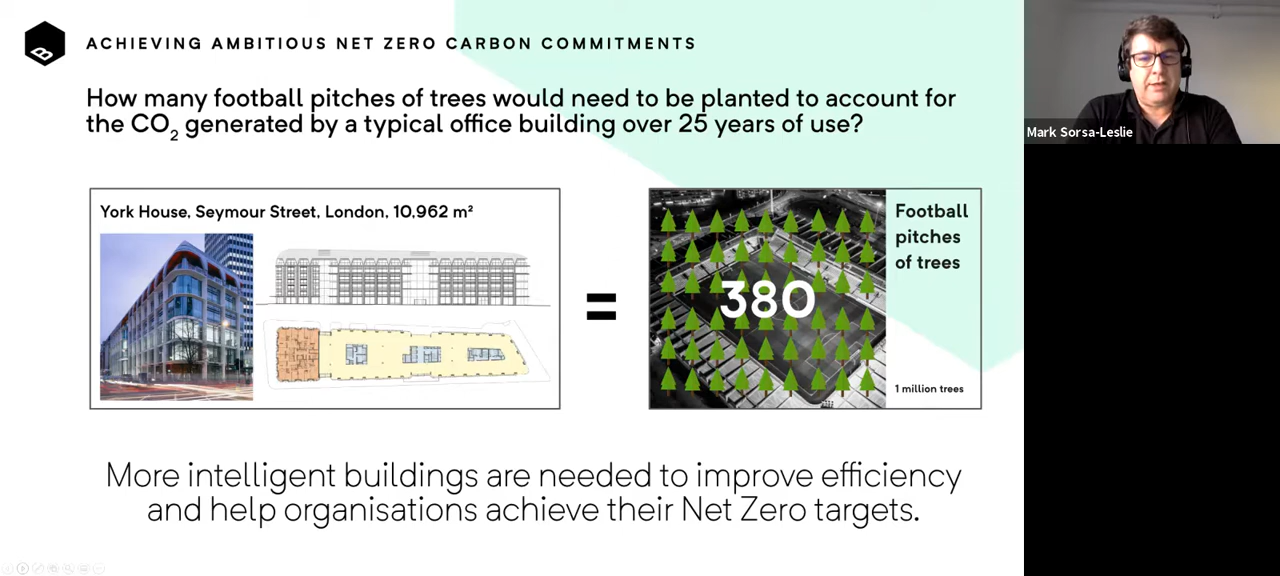 ACHIEVING AMBITIOUS NET ZERO CARBON COMMITMENTS
How many football pitches of trees would need to be planted to account for
the CO₂ generated by a typical office building over 25 years of use?
York House, Seymour Street, London, 10,962 m²
=
380
Football
pitches
of trees
1 million trees
More intelligent buildings are needed to improve efficiency
and help organisations achieve their Net Zero targets.
Mark Sorsa-Leslie